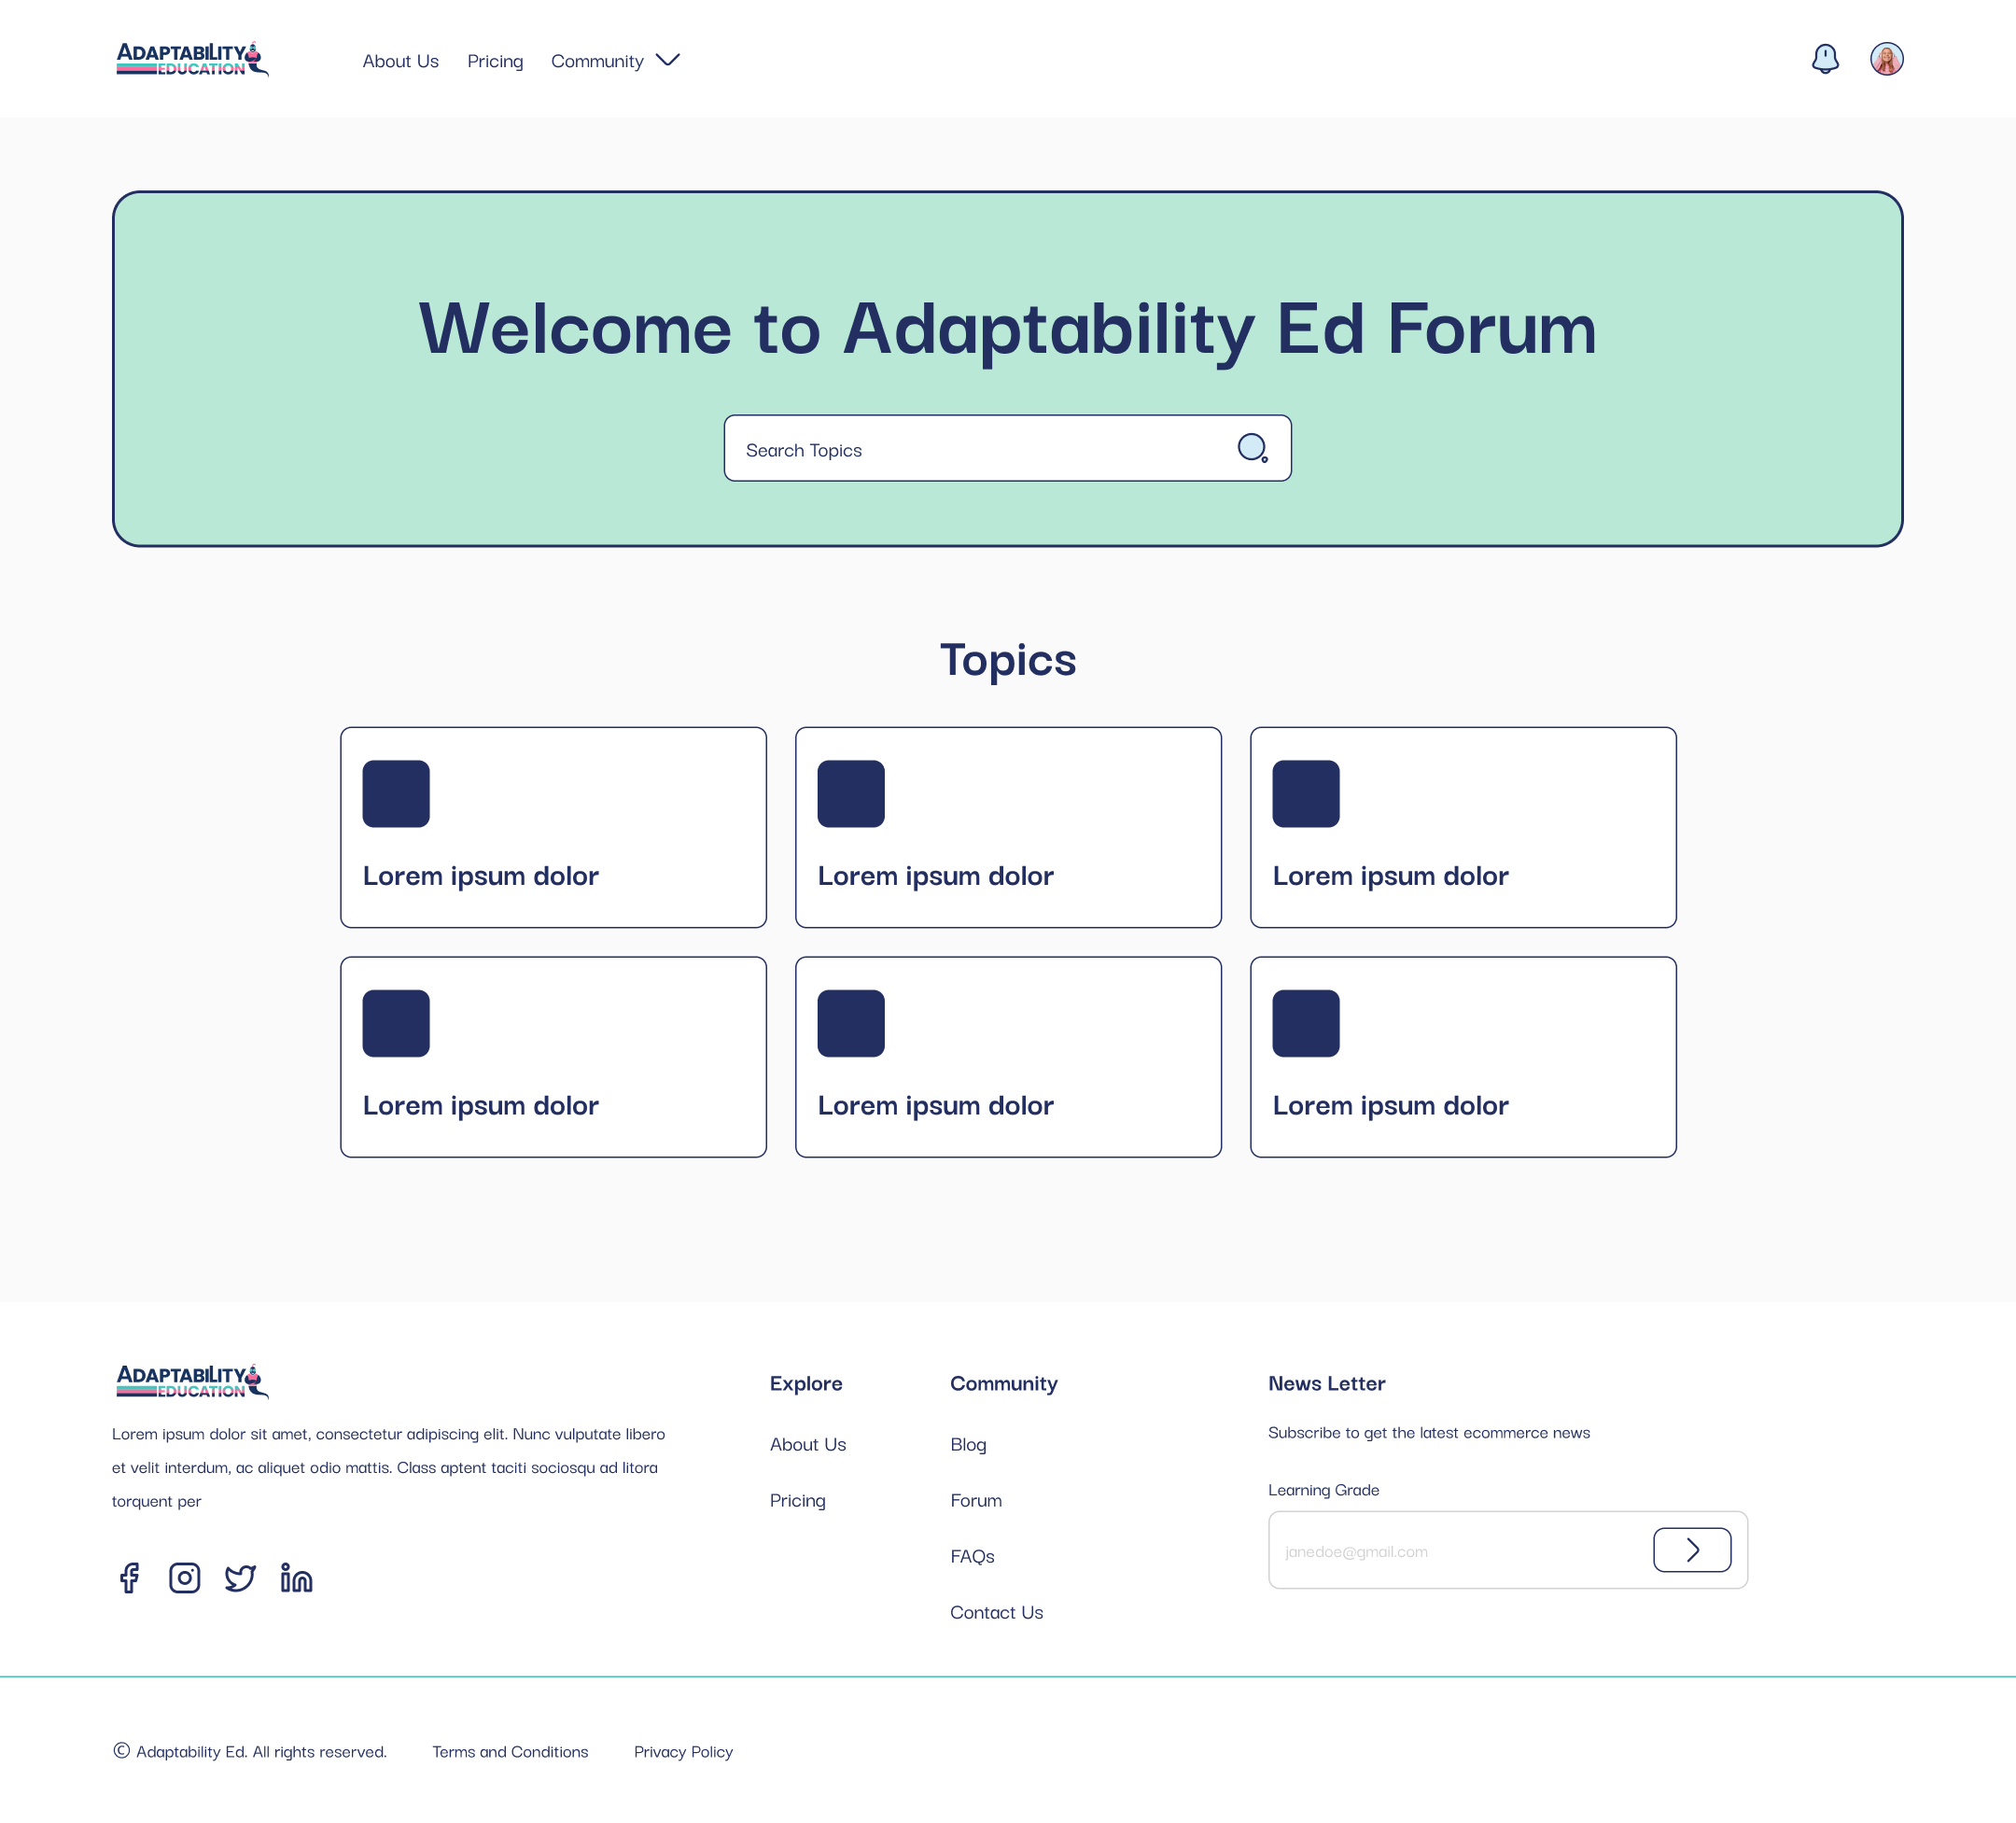 ADAPTABILITY
EDUCATION
About Us
Pricing
Community
Welcome to Adaptability Ed Forum
Search Topics
Topics
Lorem ipsum dolor
Lorem ipsum dolor
Lorem ipsum dolor
Lorem ipsum dolor
Lorem ipsum dolor
Lorem ipsum dolor
ADAPTABILITY
EDUCATION
Lorem ipsum dolor sit amet, consectetur adipiscing elit. Nunc vulputate libero
et velit interdum, ac aliquet odio mattis. Class aptent taciti sociosqu ad litora
torquent per
Explore
About Us
Pricing
Community
Blog
Forum
FAQs
Contact Us
News Letter
Subscribe to get the latest ecommerce news
Learning Grade
janedoe@gmail.com
© Adaptability Ed. All rights reserved.
Terms and Conditions
Privacy Policy